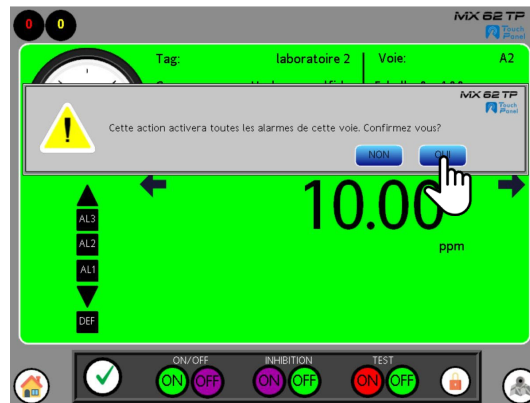 0 0
MX 62 TP
Touch
Panel
Tag: laboratoire 2 Voie: A2
MX 62 TP
Touch
Panel
Cette action activera toutes les alarmes de cette voie. Confirmez vous?
NON OUI
10.00
ppm
AL3
AL2
AL1
DEF
ON/OFF INHIBITION TEST
ON OFF ON OFF ON OFF